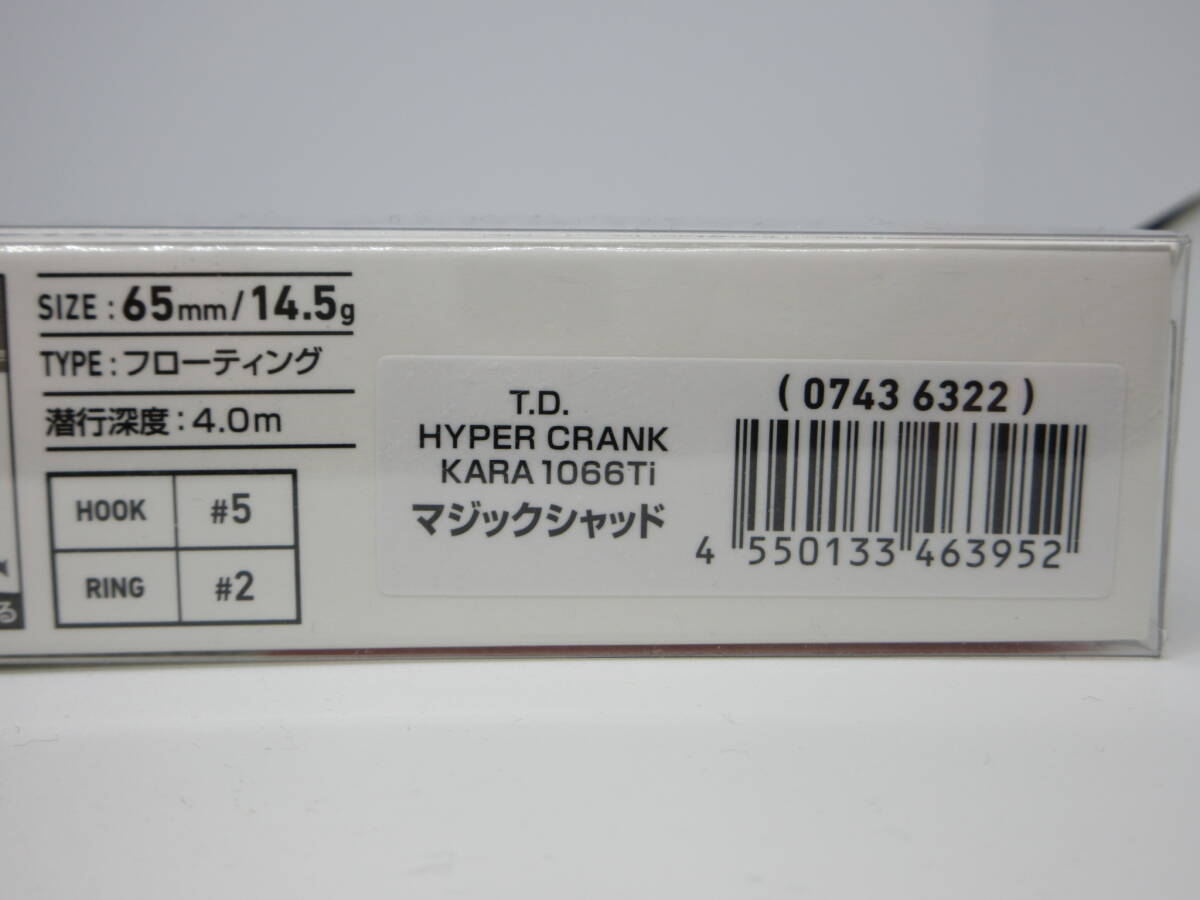 SIZE : 65mm/14.5g
TYPE : フローティング
潜行深度 : 4.0m
HOOK #5
RING #2
る
T.D.
HYPER CRANK
KARA 1066Ti
マジックシャッド
( 0743 6322 )
4 550133 463952